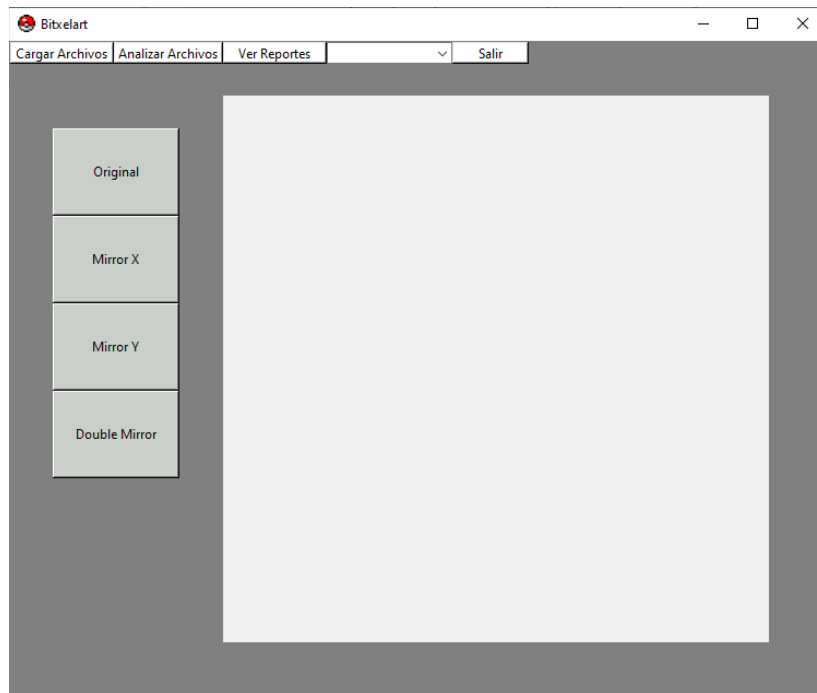 Bitxelart
Cargar Archivos Analizar Archivos Ver Reportes Salir
Original
Mirror X
Mirror Y
Double Mirror